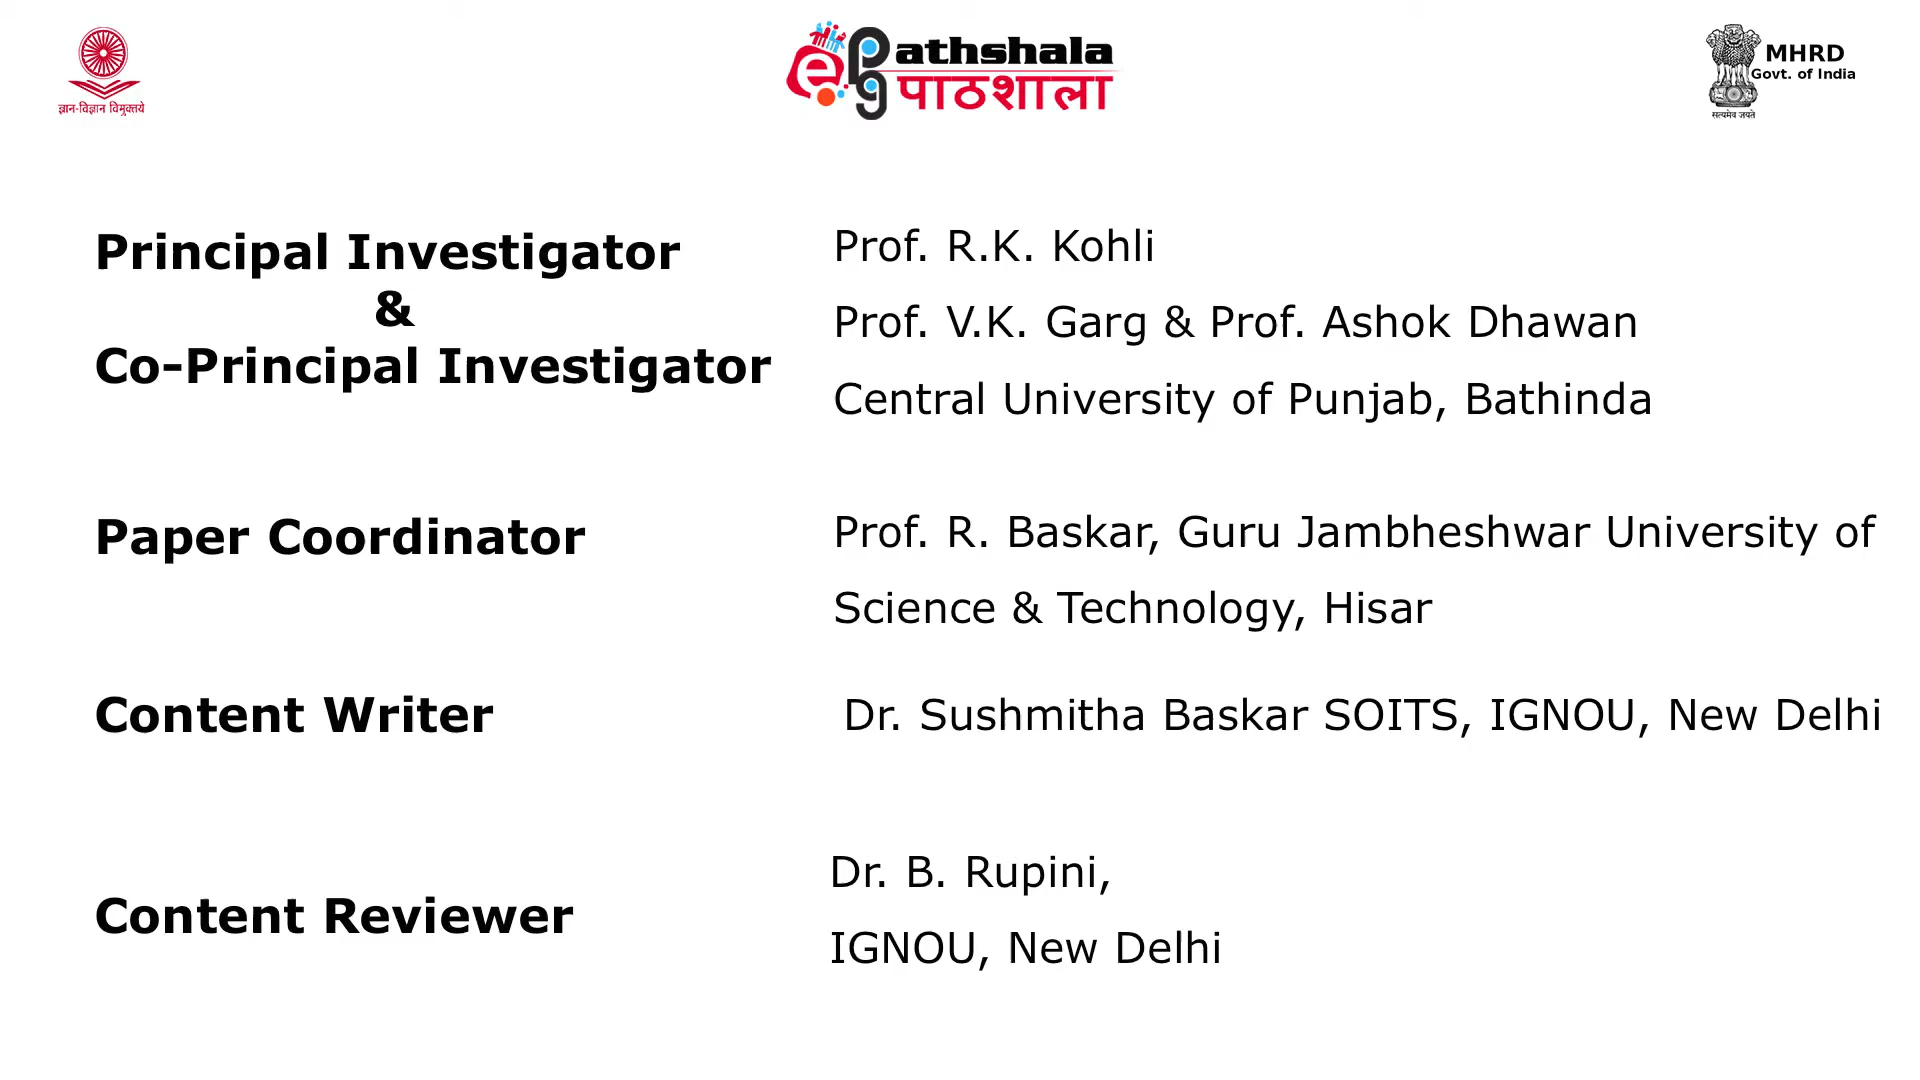 ज्ञान-विज्ञान विमुक्तये
ePGathshala
पाठशाला
MHRD
Govt. of India
सत्यमेव जयते
Principal Investigator
&
Co-Principal Investigator
Prof. R.K. Kohli
Prof. V.K. Garg & Prof. Ashok Dhawan
Central University of Punjab, Bathinda
Paper Coordinator
Prof. R. Baskar, Guru Jambheshwar University of
Science & Technology, Hisar
Content Writer
Dr. Sushmitha Baskar SOITS, IGNOU, New Delhi
Content Reviewer
Dr. B. Rupini,
IGNOU, New Delhi